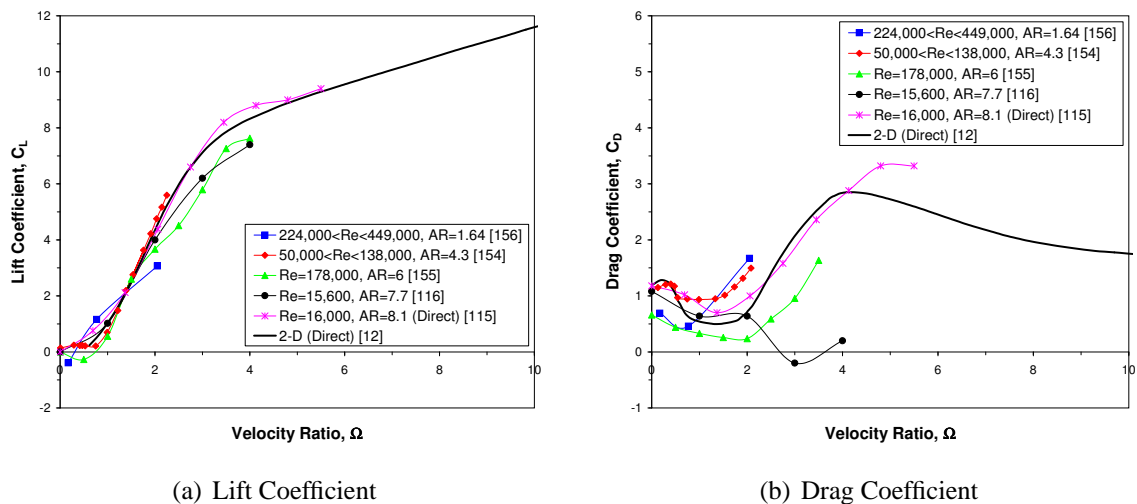 12
10
8
6
4
2
0
-2
0
2
4
6
8
10
Lift Coefficient, C_L
Velocity Ratio, Ω
224,000<Re<449,000, AR=1.64 [156]
50,000<Re<138,000, AR=4.3 [154]
Re=178,000, AR=6 [155]
Re=15,600, AR=7.7 [116]
Re=16,000, AR=8.1 (Direct) [115]
2-D (Direct) [12]
(a) Lift Coefficient
6
5
4
3
2
1
0
-1
0
2
4
6
8
10
Drag Coefficient, C_D
Velocity Ratio, Ω
224,000<Re<449,000, AR=1.64 [156]
50,000<Re<138,000, AR=4.3 [154]
Re=178,000, AR=6 [155]
Re=15,600, AR=7.7 [116]
Re=16,000, AR=8.1 (Direct) [115]
2-D (Direct) [12]
(b) Drag Coefficient